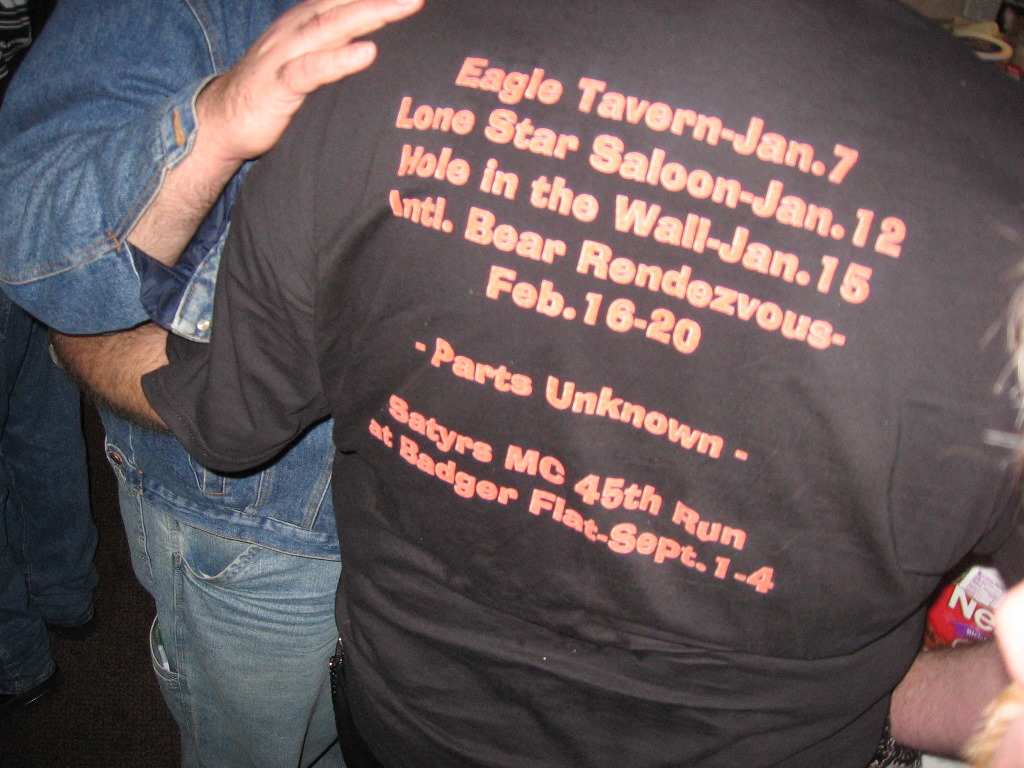 Eagle Tavern-Jan.7
Lone Star Saloon-Jan.12
Hole in the Wall-Jan.15
Intl. Bear Rendezvous-
Feb.16-20
- Parts Unknown -
Satyrs MC 45th Run
at Badger Flat-Sept.1-4
Ne